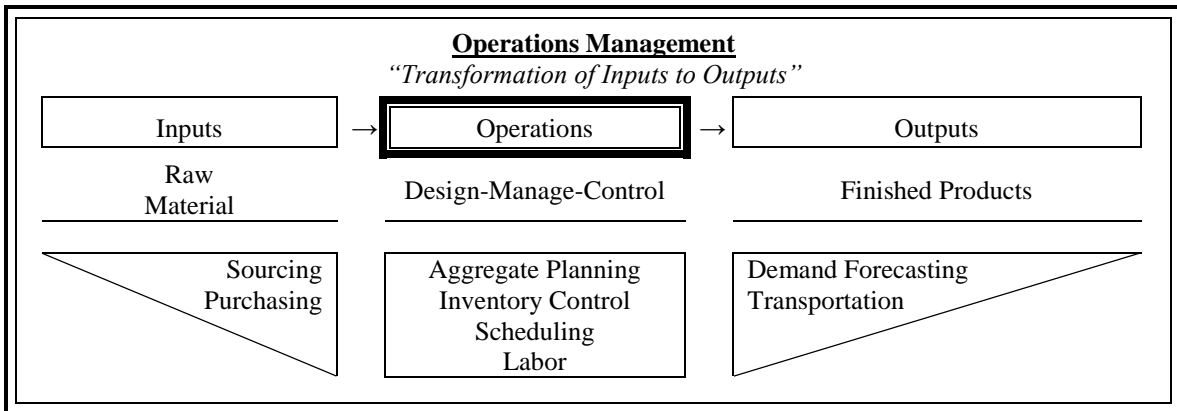 Operations Management
“Transformation of Inputs to Outputs”
Inputs → Operations → Outputs
Raw
Material
Design-Manage-Control
Finished Products
Sourcing
Purchasing
Aggregate Planning
Inventory Control
Scheduling
Labor
Demand Forecasting
Transportation